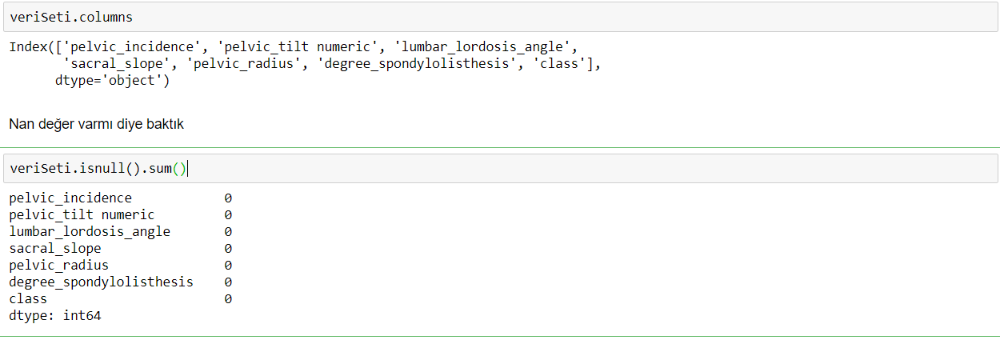 veriSeti.columns
Index(['pelvic_incidence', 'pelvic_tilt numeric', 'lumbar_lordosis_angle',
       'sacral_slope', 'pelvic_radius', 'degree_spondylolisthesis', 'class'],
      dtype='object')
Nan değer varmı diye baktık
veriSeti.isnull().sum()
pelvic_incidence            0
pelvic_tilt numeric         0
lumbar_lordosis_angle       0
sacral_slope                0
pelvic_radius               0
degree_spondylolisthesis    0
class                       0
dtype: int64